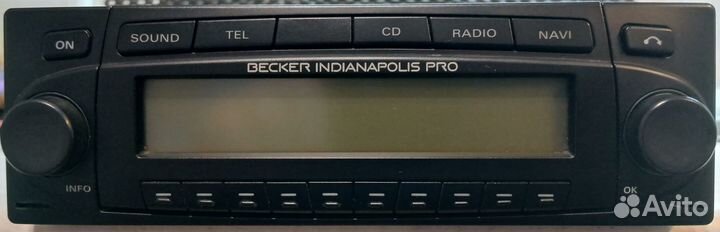 ON SOUND TEL CD RADIO NAVI
BECKER INDIANAPOLIS PRO
INFO OK
Avito